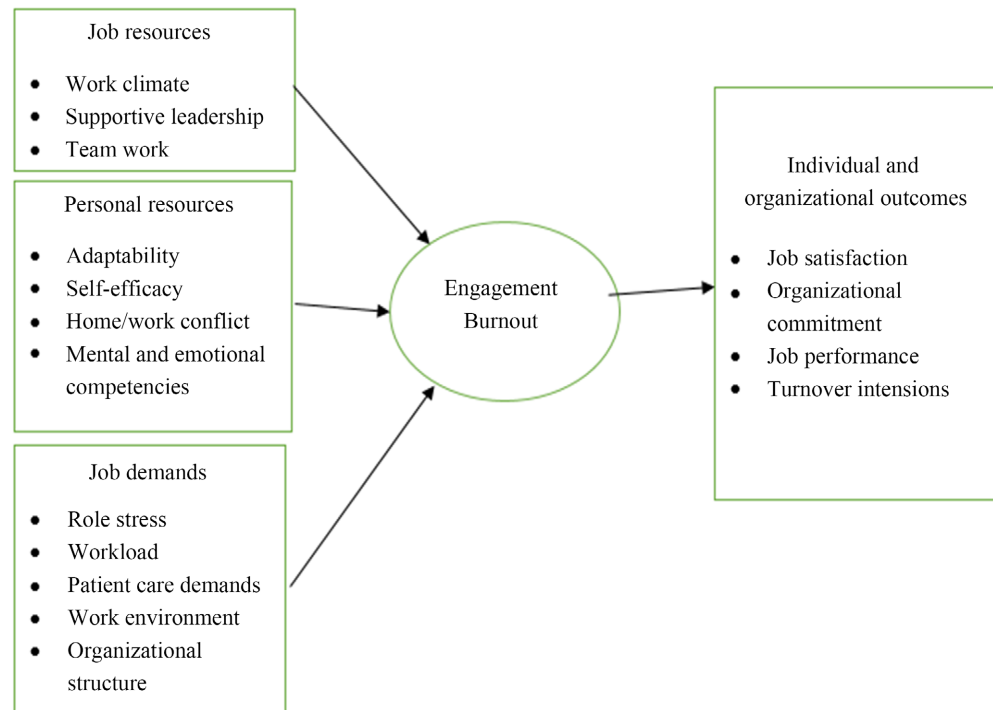 Job resources
● Work climate
● Supportive leadership
● Team work
Personal resources
● Adaptability
● Self-efficacy
● Home/work conflict
● Mental and emotional
competencies
Job demands
● Role stress
● Workload
● Patient care demands
● Work environment
● Organizational
structure
Engagement
Burnout
Individual and
organizational outcomes
● Job satisfaction
● Organizational
commitment
● Job performance
● Turnover intensions